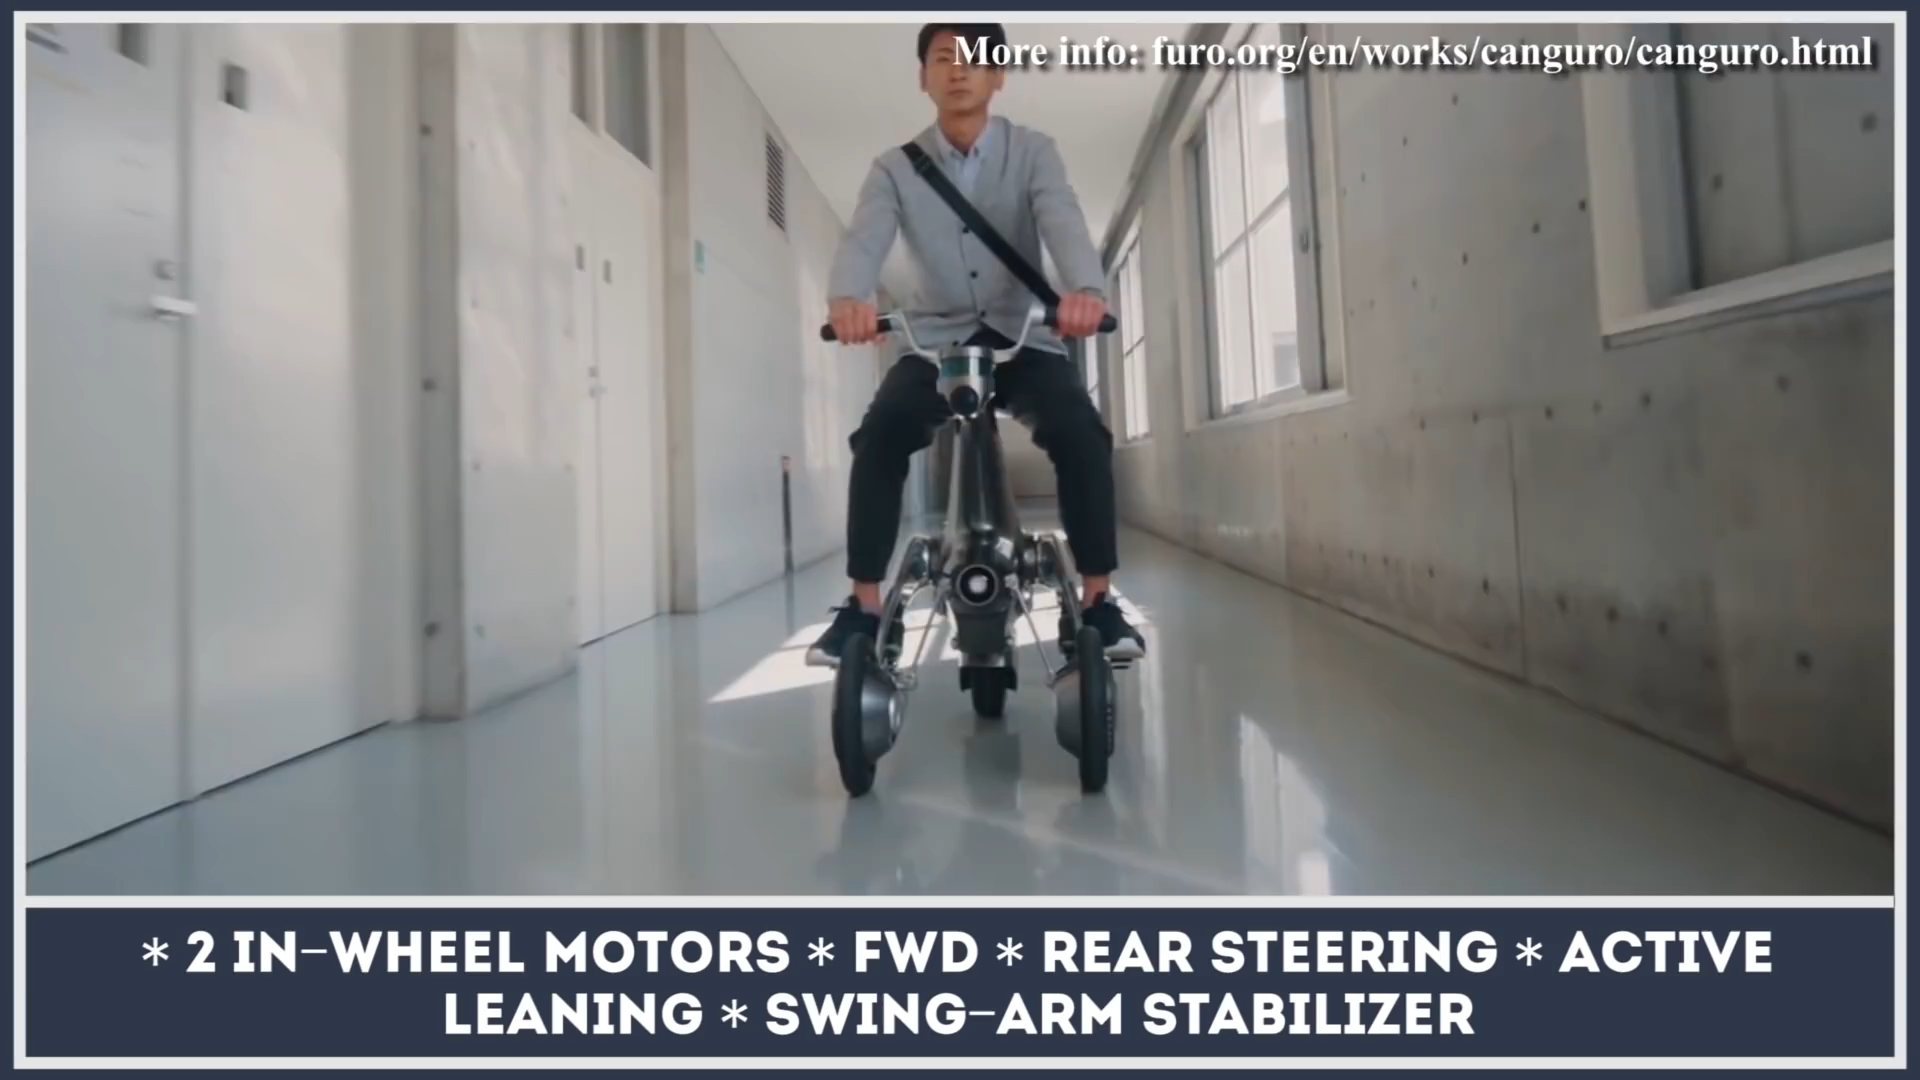 More info: furo.org/en/works/canguro/canguro.html
* 2 IN-WHEEL MOTORS * FWD * REAR STEERING * ACTIVE
LEANING * SWING-ARM STABILIZER